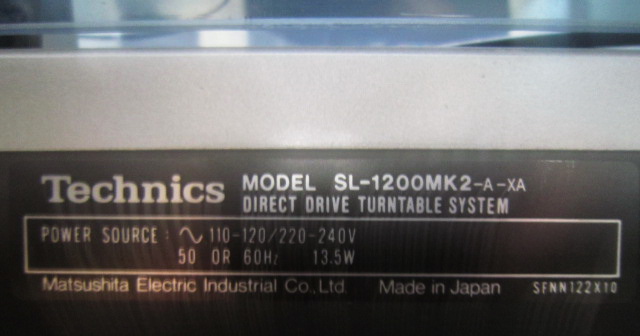 Technics MODEL SL-1200MK2-A-XA
DIRECT DRIVE TURNTABLE SYSTEM
POWER SOURCE : ∿ 110-120/220-240V
50 OR 60Hz 13.5W
Matsushita Electric Industrial Co., Ltd. Made in Japan SFNN122X10